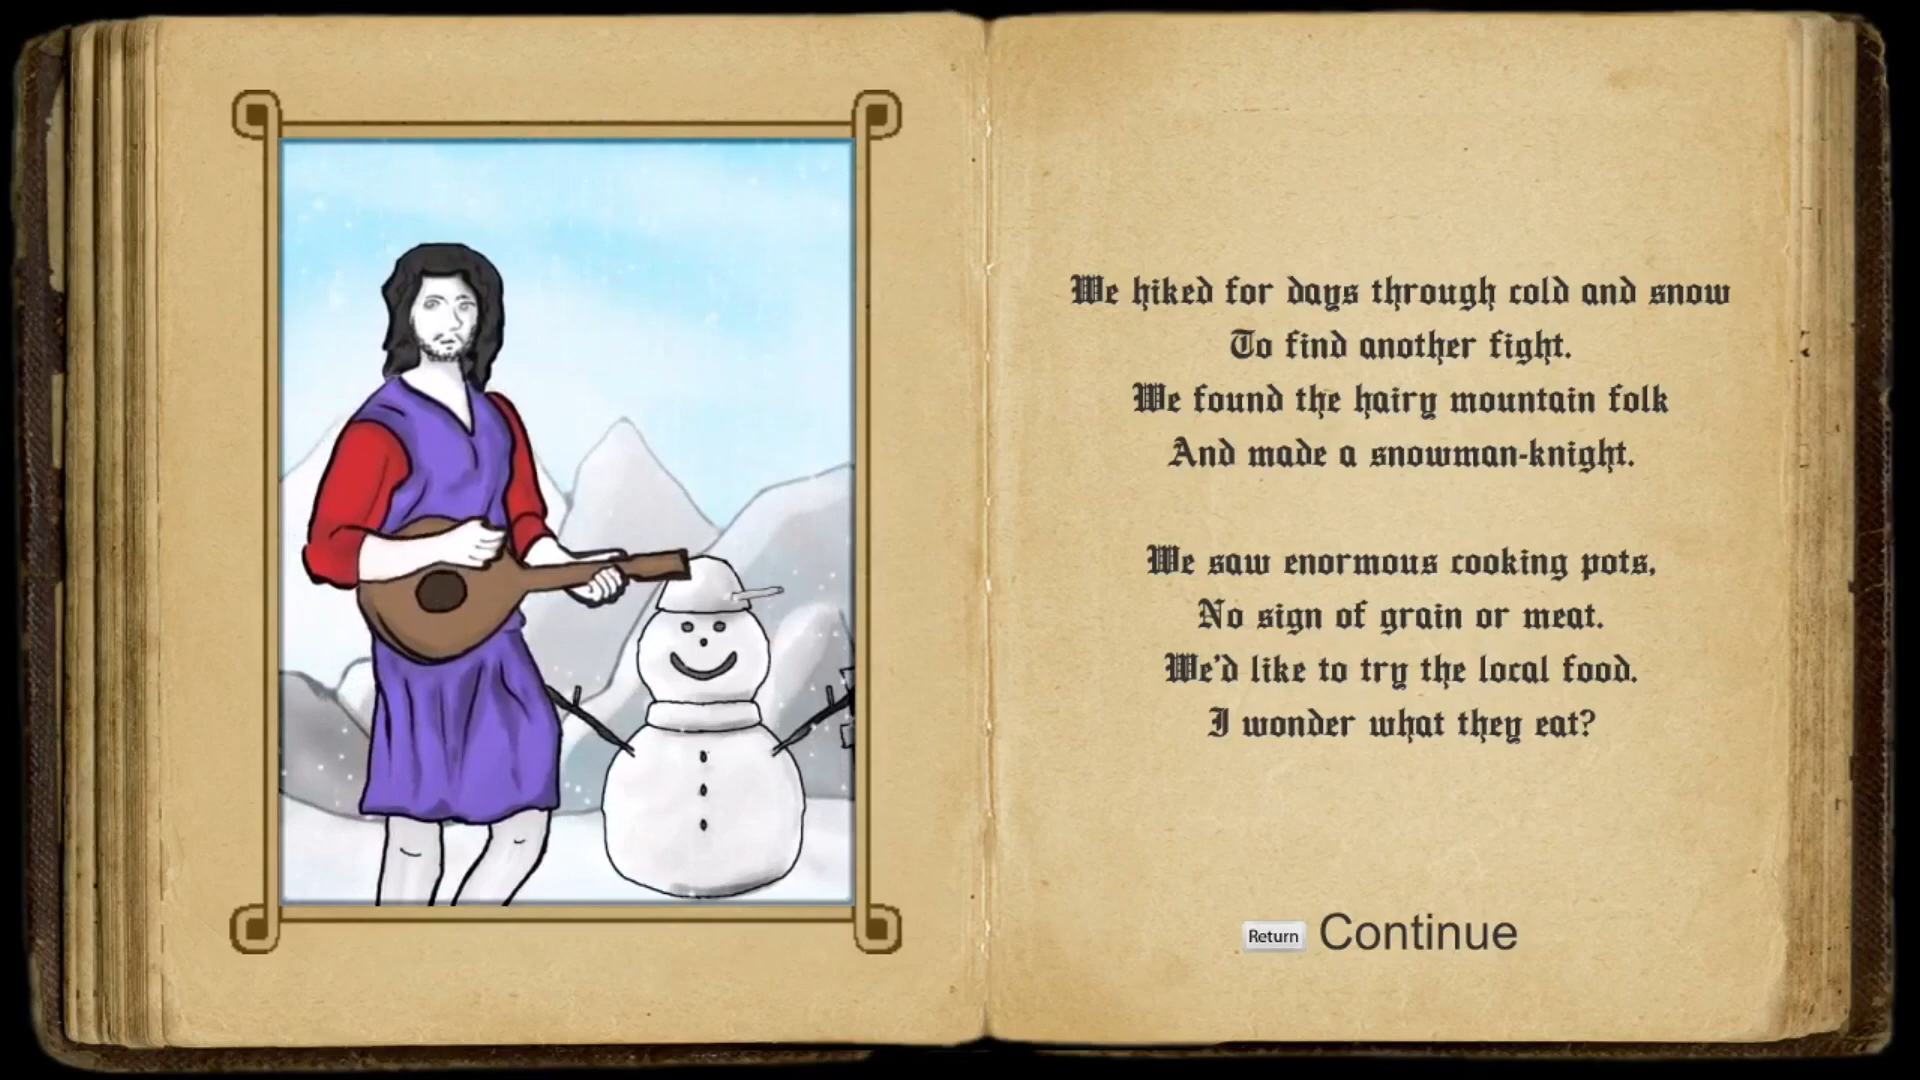 We hiked for days through cold and snow
To find another fight.
We found the hairy mountain folk
And made a snowman-knight.
We saw enormous cooking pots,
No sign of grain or meat.
We'd like to try the local food.
I wonder what they eat?
Return Continue